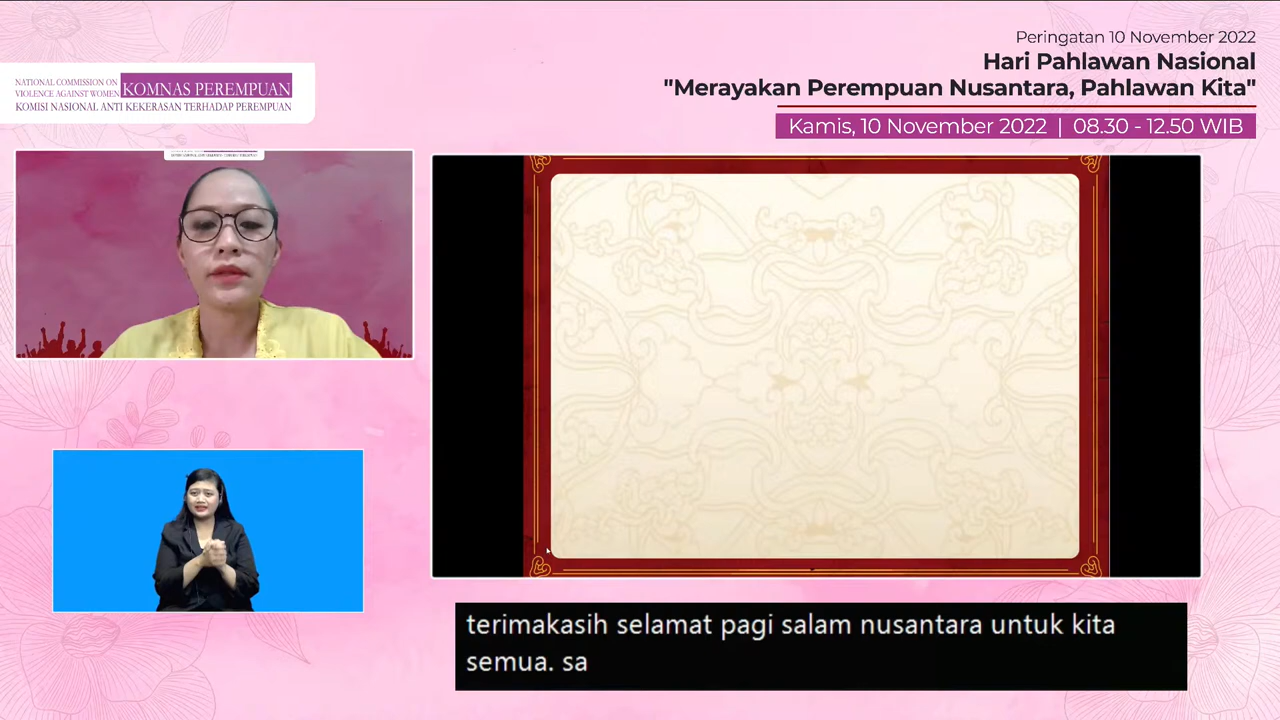 Peringatan 10 November 2022
Hari Pahlawan Nasional
"Merayakan Perempuan Nusantara, Pahlawan Kita"
Kamis, 10 November 2022 | 08.30 - 12.50 WIB
NATIONAL COMMISSION ON
VIOLENCE AGAINST WOMEN
KOMNAS PEREMPUAN
KOMISI NASIONAL ANTI KEKERASAN TERHADAP PEREMPUAN
terimakasih selamat pagi salam nusantara untuk kita
semua. sa